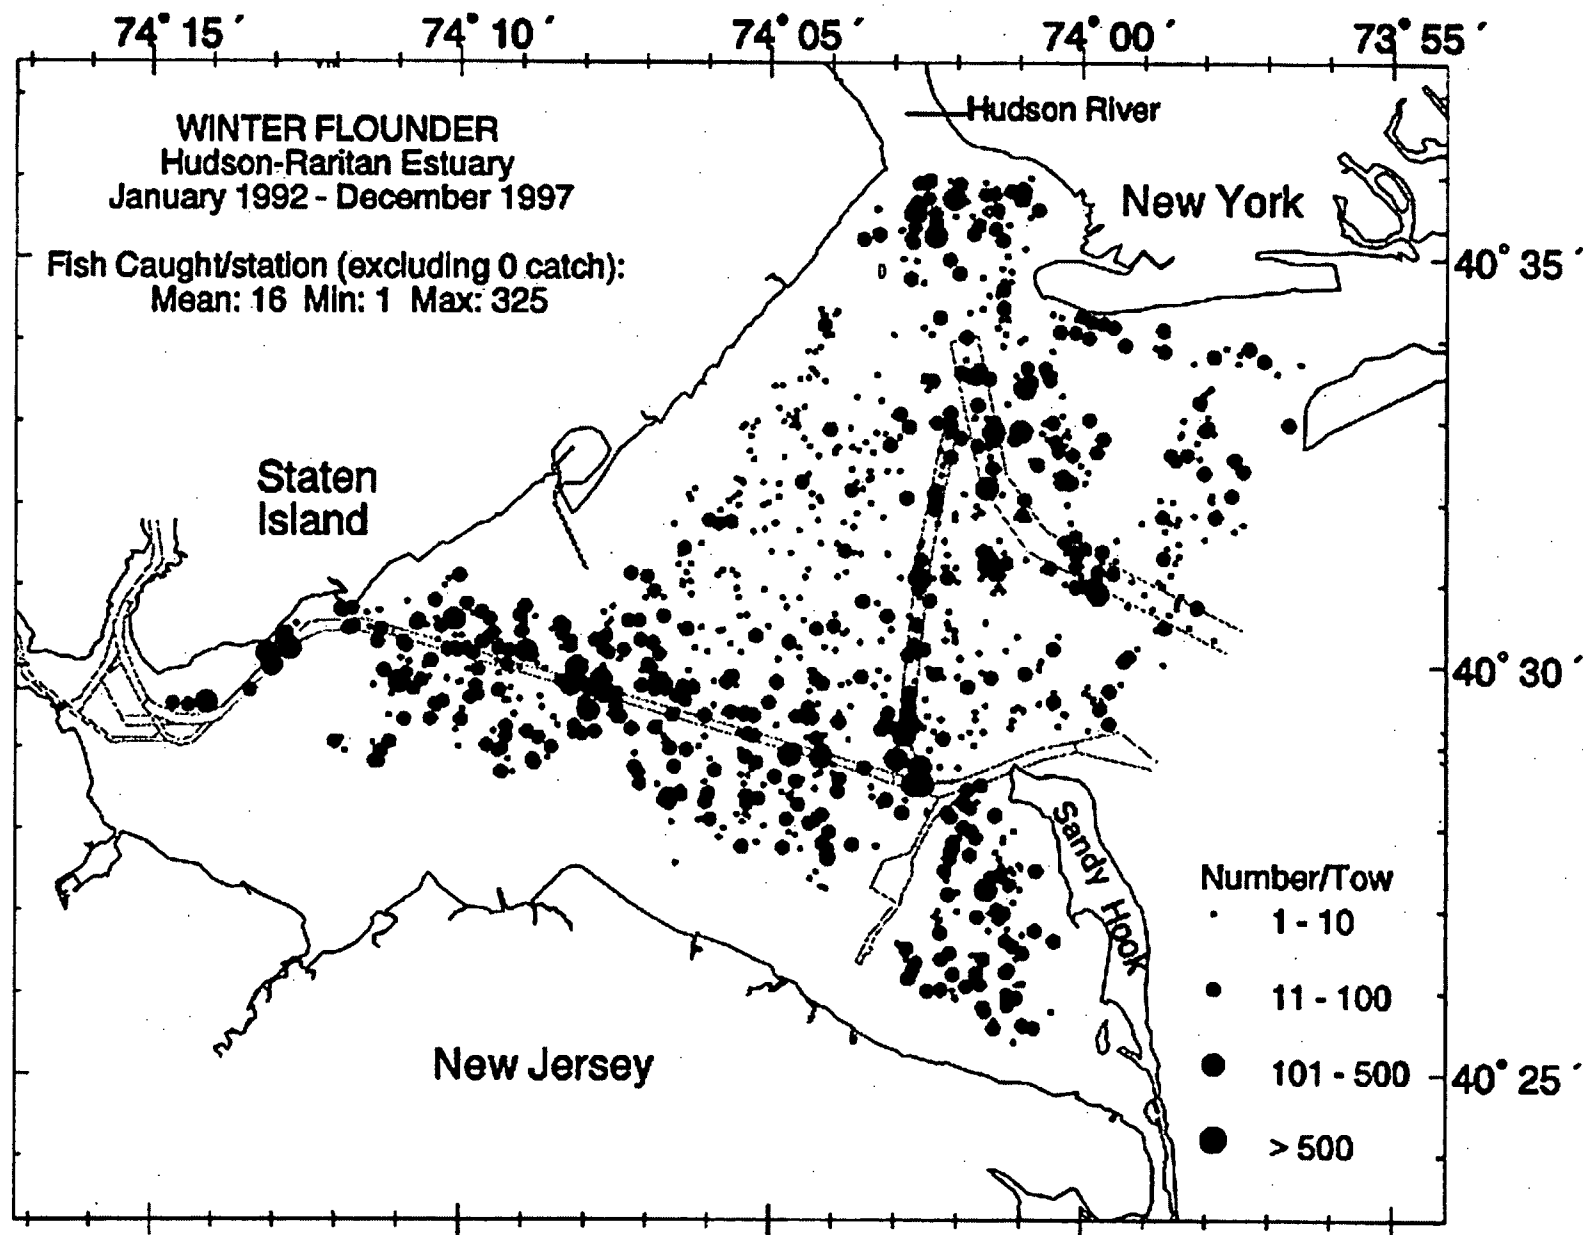 74° 15´ 74° 10´ 74° 05´ 74° 00´ 73° 55´
Hudson River
WINTER FLOUNDER
Hudson-Raritan Estuary
January 1992 - December 1997
New York
Fish Caught/station (excluding 0 catch):
Mean: 16 Min: 1 Max: 325
40° 35´
Staten
Island
40° 30´
Sandy Hook
Number/Tow
1 - 10
11 - 100
New Jersey
101 - 500
40° 25´
> 500